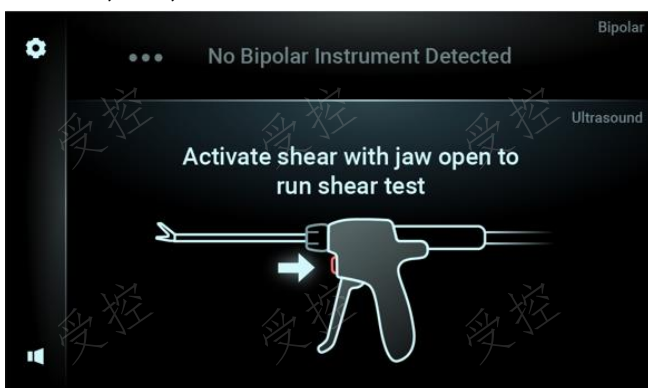 Bipolar
No Bipolar Instrument Detected
Ultrasound
Activate shear with jaw open to
run shear test
受控
受控
受控
受控
受控
受控